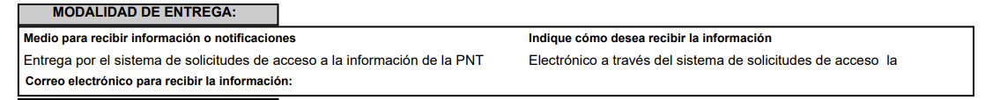 MODALIDAD DE ENTREGA:
Medio para recibir información o notificaciones
Indique cómo desea recibir la información
Entrega por el sistema de solicitudes de acceso a la información de la PNT
Electrónico a través del sistema de solicitudes de acceso la
Correo electrónico para recibir la información: